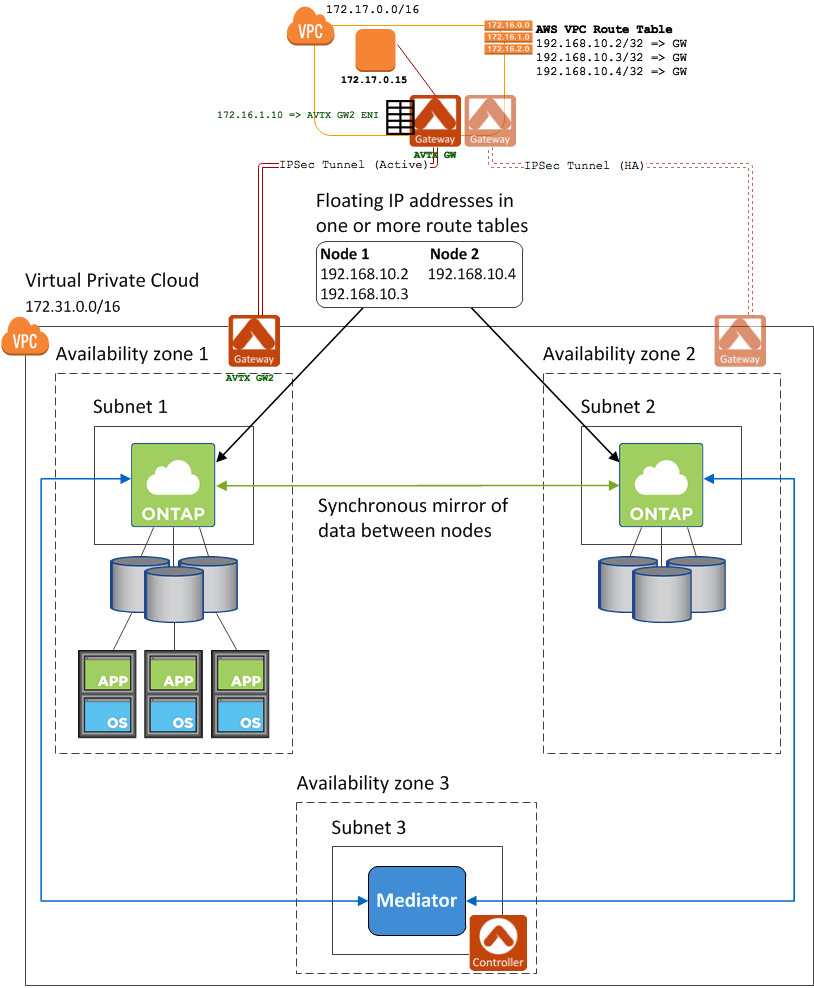 172.17.0.0/16
VPC
172.16.0.0
172.16.1.0
172.16.2.0
AWS VPC Route Table
192.168.10.2/32 => GW
192.168.10.3/32 => GW
192.168.10.4/32 => GW
172.17.0.15
172.16.1.10 => AVTX GW2 ENI
Gateway
Gateway
AVTX GW
IPSec Tunnel (Active)
IPSec Tunnel (HA)
Floating IP addresses in
one or more route tables
Node 1
Node 2
192.168.10.2
192.168.10.4
192.168.10.3
Virtual Private Cloud
172.31.0.0/16
VPC
Gateway
Gateway
Availability zone 1
Availability zone 2
AVTX GW2
Subnet 1
Subnet 2
ONTAP
ONTAP
Synchronous mirror of
data between nodes
APP
APP
APP
OS
OS
OS
Availability zone 3
Subnet 3
Mediator
Controller